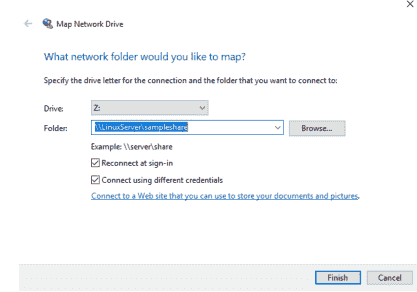 Map Network Drive
What network folder would you like to map?
Specify the drive letter for the connection and the folder that you want to connect to:
Drive: Z:
Folder: \\LinuxServer\sampleshare Browse...
Example: \\server\share
Reconnect at sign-in
Connect using different credentials
Connect to a Web site that you can use to store your documents and pictures.
Finish Cancel